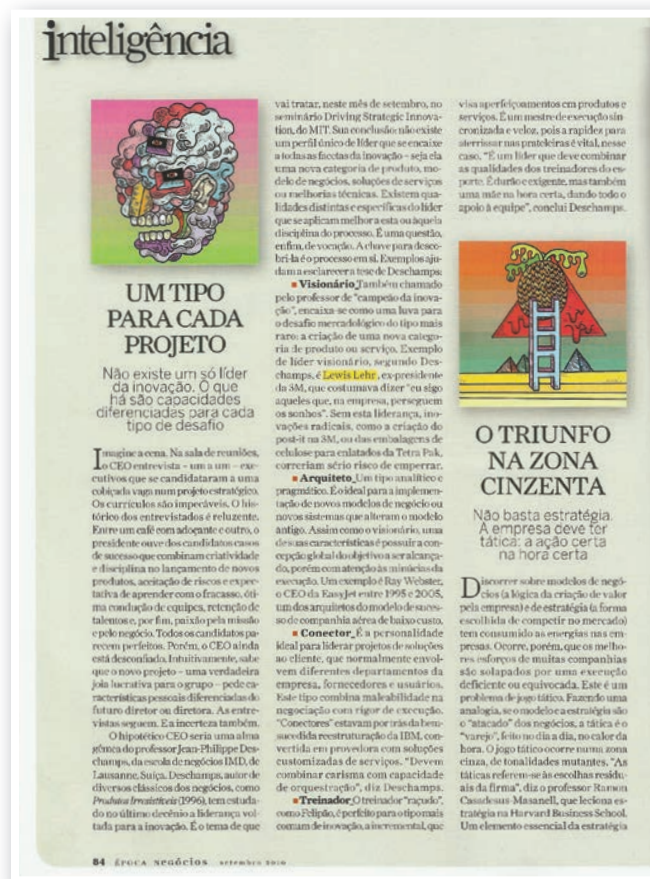 inteligência
UM TIPO
PARA CADA
PROJETO
Não existe um só líder
da inovação. O que
há são capacidades
diferenciadas para cada
tipo de desafio
Imagine a cena. Na sala de reuniões,
o CEO entrevista – um a um – exe-
cutivos que se candidataram a uma
cobiçada vaga num projeto estratégico.
Os currículos são impecáveis. O his-
tórico dos entrevistados é reluzente.
Entre um café com adoçante e outro, o
presidente ouve dos candidatos casos
de sucesso que combinam criatividade
e disciplina no lançamento de novos
produtos, aceitação de riscos e expec-
tativa de aprender com o fracasso, óti-
ma condução de equipes, retenção de
talentos e, por fim, paixão pela missão
e pelo negócio. Todos os candidatos pa-
recem perfeitos. Porém, o CEO ainda
está desconfiado. Intuitivamente, sabe
que o novo projeto – uma verdadeira
joia lucrativa para o grupo – pede ca-
racterísticas pessoais diferenciadas do
futuro diretor ou diretora. As entre-
vistas seguem. E a incerteza também.
O hipotético CEO seria uma alma
gêmea do professor Jean-Philippe Des-
champs, da escola de negócios IMD, de
Lausanne, Suíça. Deschamps, autor de
diversos clássicos dos negócios, como
Produtos Irresistíveis (1996), tem estuda-
do no último decênio a liderança vol-
tada para a inovação. É o tema de que
vai tratar, neste mês de setembro, no
seminário Driving Strategic Innova-
tion, do MIT. Sua conclusão: não existe
um perfil único de líder que se encaixe
a todas as facetas da inovação – seja ela
uma nova categoria de produto, mo-
delo de negócios, soluções de serviços
ou melhorias técnicas. Existem qua-
lidades distintas e específicas do líder
que se aplicam melhor a esta ou àquela
disciplina do processo. É uma questão,
enfim, de vocação. A chave para desco-
bri-la é o processo em si. Exemplos aju-
dam a esclarecer a tese de Deschamps:
■ Visionário_Também chamado
pelo professor de "campeão da inova-
ção", encaixa-se como uma luva para
o desafio mercadológico do tipo mais
raro: a criação de uma nova catego-
ria de produto ou serviço. Exemplo
de líder visionário, segundo Des-
champs, é Lewis Lehr, ex-presidente
da 3M, que costumava dizer "eu sigo
aqueles que, na empresa, perseguem
os sonhos". Sem esta liderança, ino-
vações radicais, como a criação do
post-it na 3M, ou das embalagens de
celulose para enlatados da Tetra Pak,
correriam sério risco de emperrar.
■ Arquiteto_Um tipo analítico e
pragmático. É o ideal para a implemen-
tação de novos modelos de negócio ou
novos sistemas que alteram o modelo
antigo. Assim como o visionário, uma
de suas características é possuir a con-
cepção global do objetivo a ser alcança-
do, porém com atenção às minúcias da
execução. Um exemplo é Ray Webster,
o CEO da EasyJet entre 1995 e 2005,
um dos arquitetos do modelo de suces-
so de companhia aérea de baixo custo.
■ Conector_É a personalidade
ideal para liderar projetos de soluções
ao cliente, que normalmente envol-
vem diferentes departamentos da
empresa, fornecedores e usuários.
Este tipo combina maleabilidade na
negociação com rigor de execução.
"Conectores" estavam por trás da bem-
sucedida reestruturação da IBM, con-
vertida em provedora com soluções
customizadas de serviços. "Devem
combinar carisma com capacidade
de orquestração", diz Deschamps.
■ Treinador_O treinador "raçudo",
como Felipão, é perfeito para o tipo mais
comum de inovação, a incremental, que
visa aperfeiçoamentos em produtos e
serviços. É um mestre de execução sin-
cronizada e veloz, pois a rapidez para
aterrissar nas prateleiras é vital, nesse
caso. "É um líder que deve combinar
as qualidades dos treinadores do es-
porte. É durão e exigente, mas também
uma mãe na hora certa, dando todo o
apoio à equipe", conclui Deschamps.
O TRIUNFO
NA ZONA
CINZENTA
Não basta estratégia.
A empresa deve ter
tática: a ação certa
na hora certa
Discorrer sobre modelos de negó-
cios (a lógica da criação de valor
pela empresa) e de estratégia (a forma
escolhida de competir no mercado)
tem consumido as energias nas em-
presas. Ocorre, porém, que os melho-
res esforços de muitas companhias
são solapados por uma execução
deficiente ou equivocada. Este é um
problema de jogo tático. Fazendo uma
analogia, se o modelo e a estratégia são
o "atacado" dos negócios, a tática é o
"varejo", feito no dia a dia, no calor da
hora. O jogo tático ocorre numa zona
cinza, de tonalidades mutantes. "As
táticas referem-se às escolhas residu-
ais da firma", diz o professor Ramon
Casadesus-Masanell, que leciona es-
tratégia na Harvard Business School.
Um elemento essencial da estratégia
84 ÉPOCA NEGÓCIOS setembro 2010